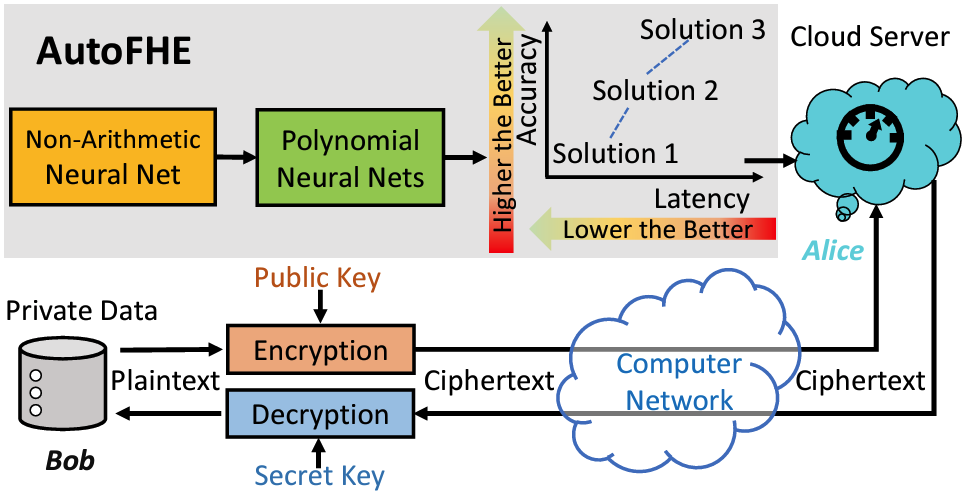 AutoFHE
Non-Arithmetic
Neural Net
Polynomial
Neural Nets
Higher the Better
Accuracy
Solution 3
Solution 2
Solution 1
Latency
Lower the Better
Cloud Server
Alice
Public Key
Private Data
Encryption
Plaintext
Ciphertext
Computer
Network
Ciphertext
Decryption
Bob
Secret Key